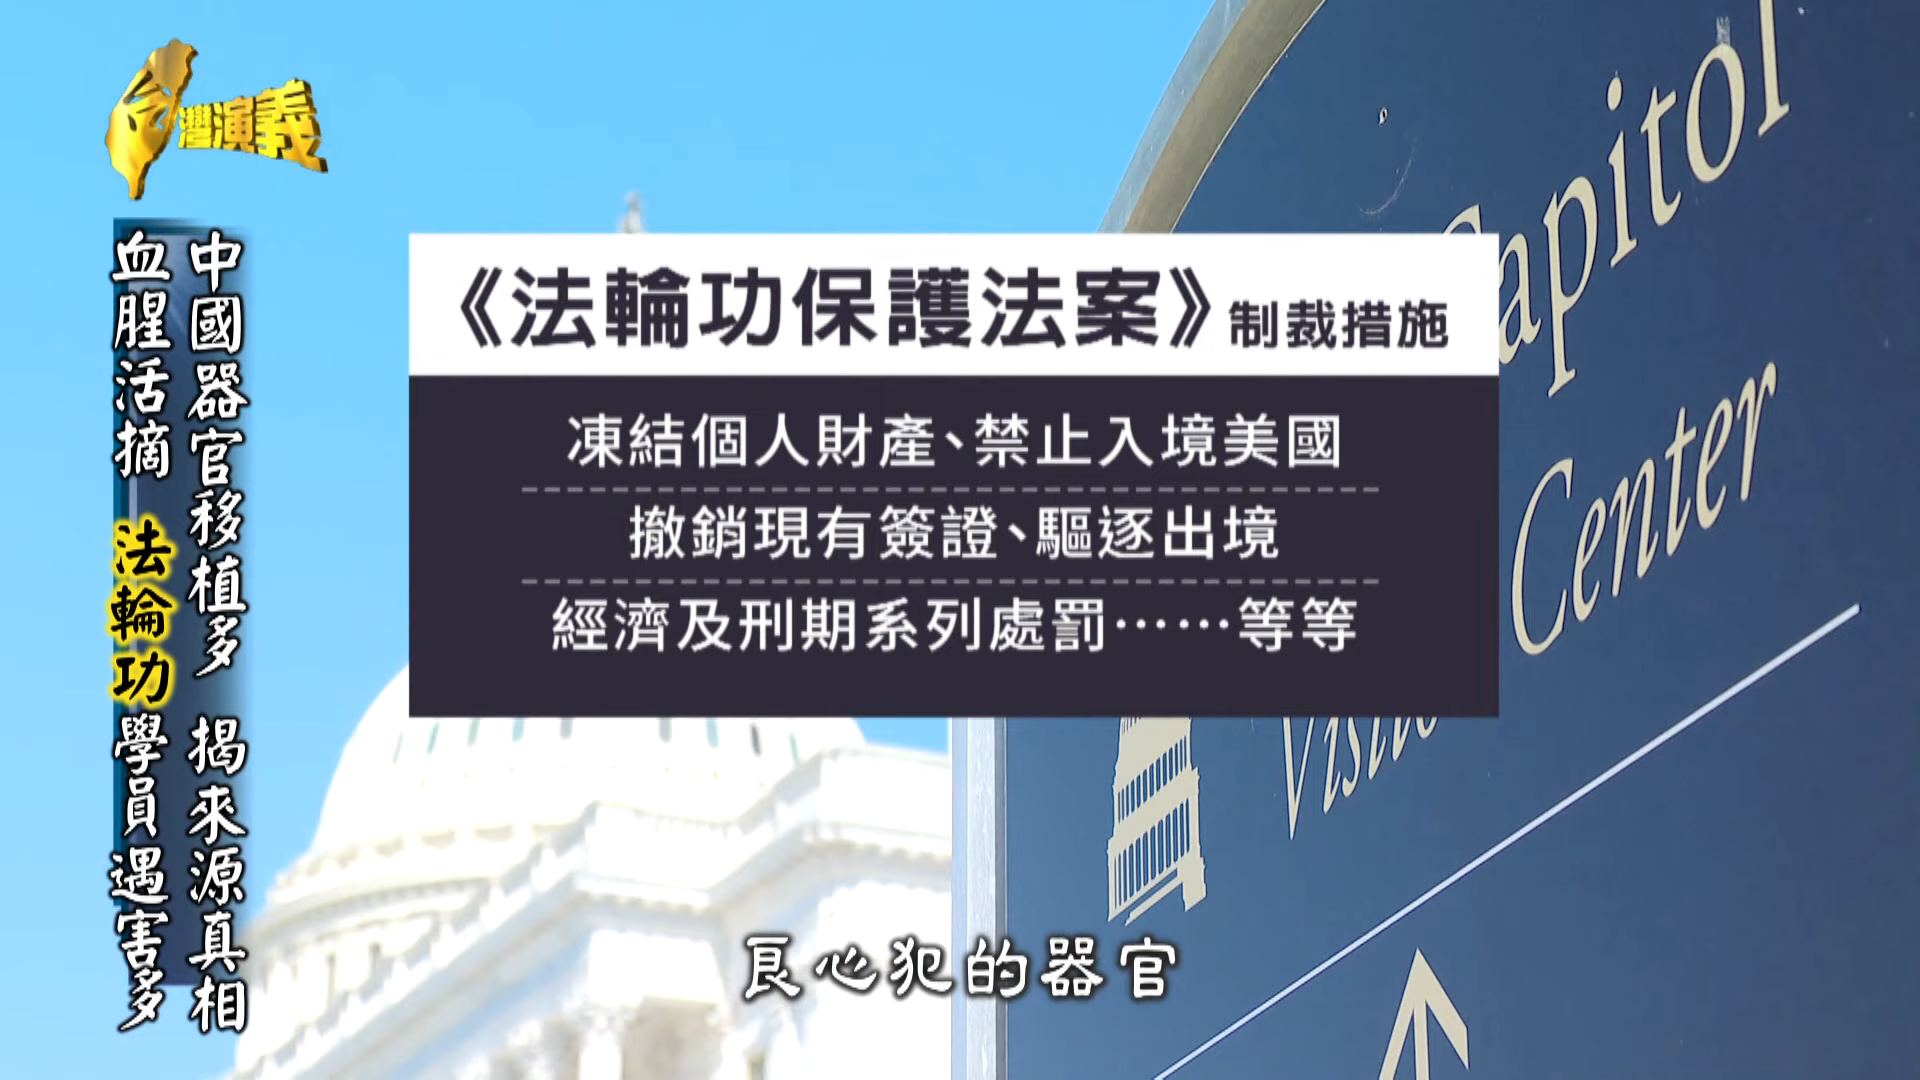 台灣演義
中國器官移植多 揭來源真相
血腥活摘 法輪功學員遇害多
《法輪功保護法案》制裁措施
凍結個人財產、禁止入境美國
撤銷現有簽證、驅逐出境
經濟及刑期系列處罰⋯⋯等等
Capitol
Visitor
Center
良心犯的器官